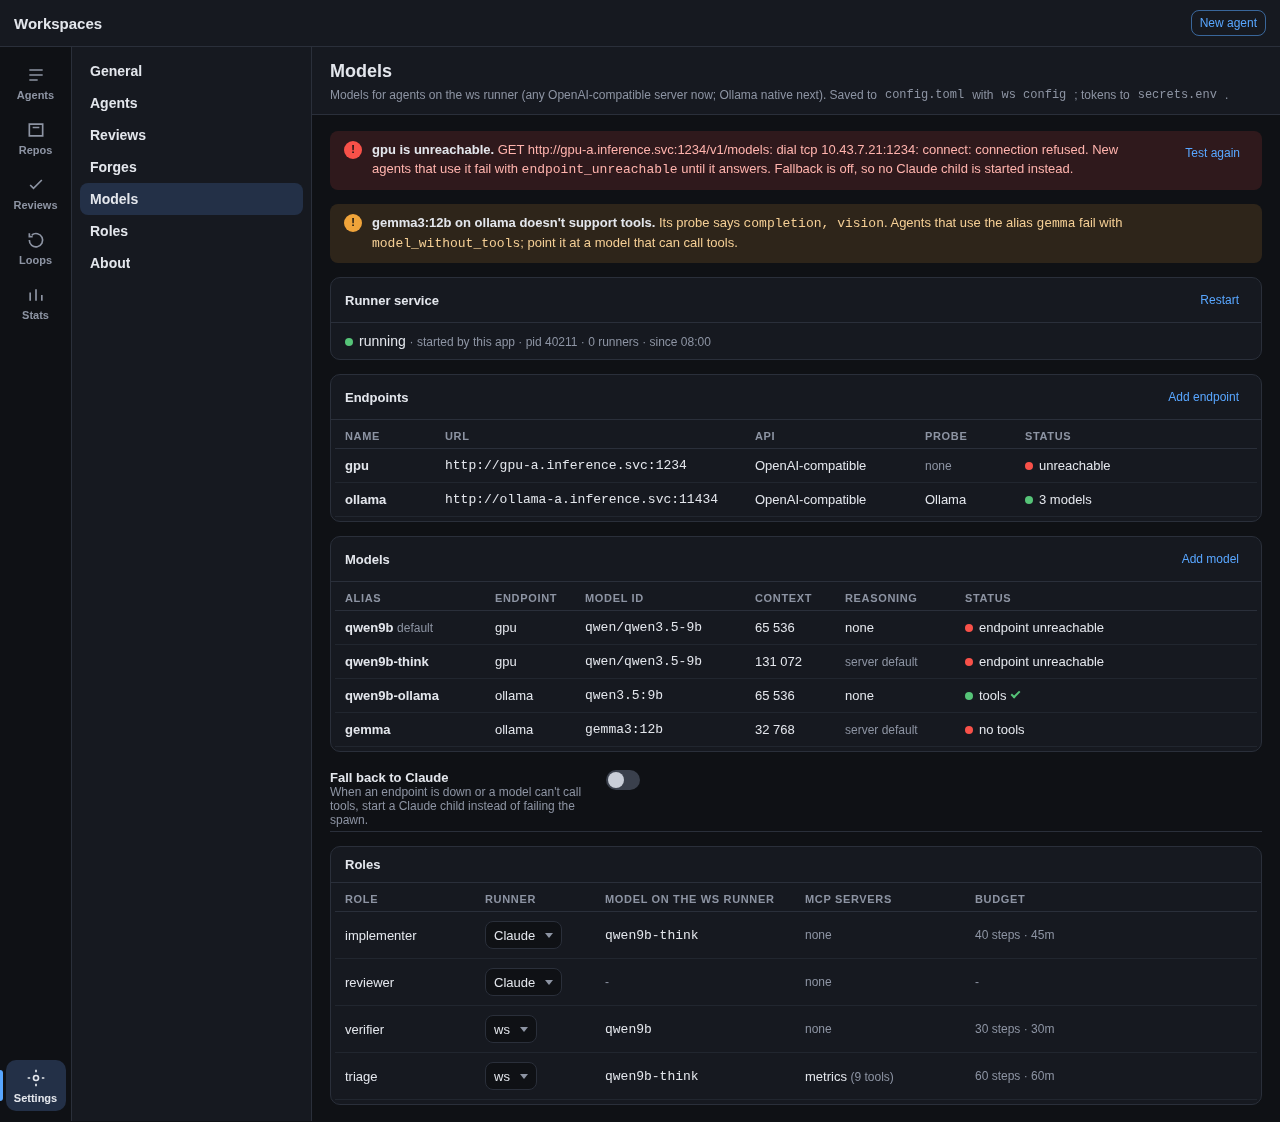 Workspaces
New agent
Agents
Repos
Reviews
Loops
Stats
Settings
General
Agents
Reviews
Forges
Models
Roles
About
Models
Models for agents on the ws runner (any OpenAI-compatible server now; Ollama native next). Saved to config.toml with ws config ; tokens to secrets.env .
! gpu is unreachable. GET http://gpu-a.inference.svc:1234/v1/models: dial tcp 10.43.7.21:1234: connect: connection refused. New
agents that use it fail with endpoint_unreachable until it answers. Fallback is off, so no Claude child is started instead.
Test again
! gemma3:12b on ollama doesn't support tools. Its probe says completion, vision. Agents that use the alias gemma fail with
model_without_tools; point it at a model that can call tools.
Runner service
Restart
running · started by this app · pid 40211 · 0 runners · since 08:00
Endpoints
Add endpoint
NAME URL API PROBE STATUS
gpu http://gpu-a.inference.svc:1234 OpenAI-compatible none unreachable
ollama http://ollama-a.inference.svc:11434 OpenAI-compatible Ollama 3 models
Models
Add model
ALIAS ENDPOINT MODEL ID CONTEXT REASONING STATUS
qwen9b default gpu qwen/qwen3.5-9b 65 536 none endpoint unreachable
qwen9b-think gpu qwen/qwen3.5-9b 131 072 server default endpoint unreachable
qwen9b-ollama ollama qwen3.5:9b 65 536 none tools ✓
gemma ollama gemma3:12b 32 768 server default no tools
Fall back to Claude
When an endpoint is down or a model can't call
tools, start a Claude child instead of failing the
spawn.
Roles
ROLE RUNNER MODEL ON THE WS RUNNER MCP SERVERS BUDGET
implementer Claude qwen9b-think none 40 steps · 45m
reviewer Claude - none -
verifier ws qwen9b none 30 steps · 30m
triage ws qwen9b-think metrics (9 tools) 60 steps · 60m